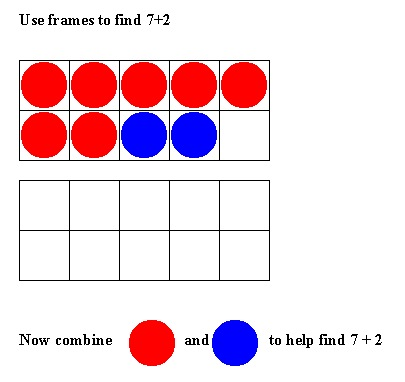 Use frames to find 7+2
Now combine and to help find 7 + 2